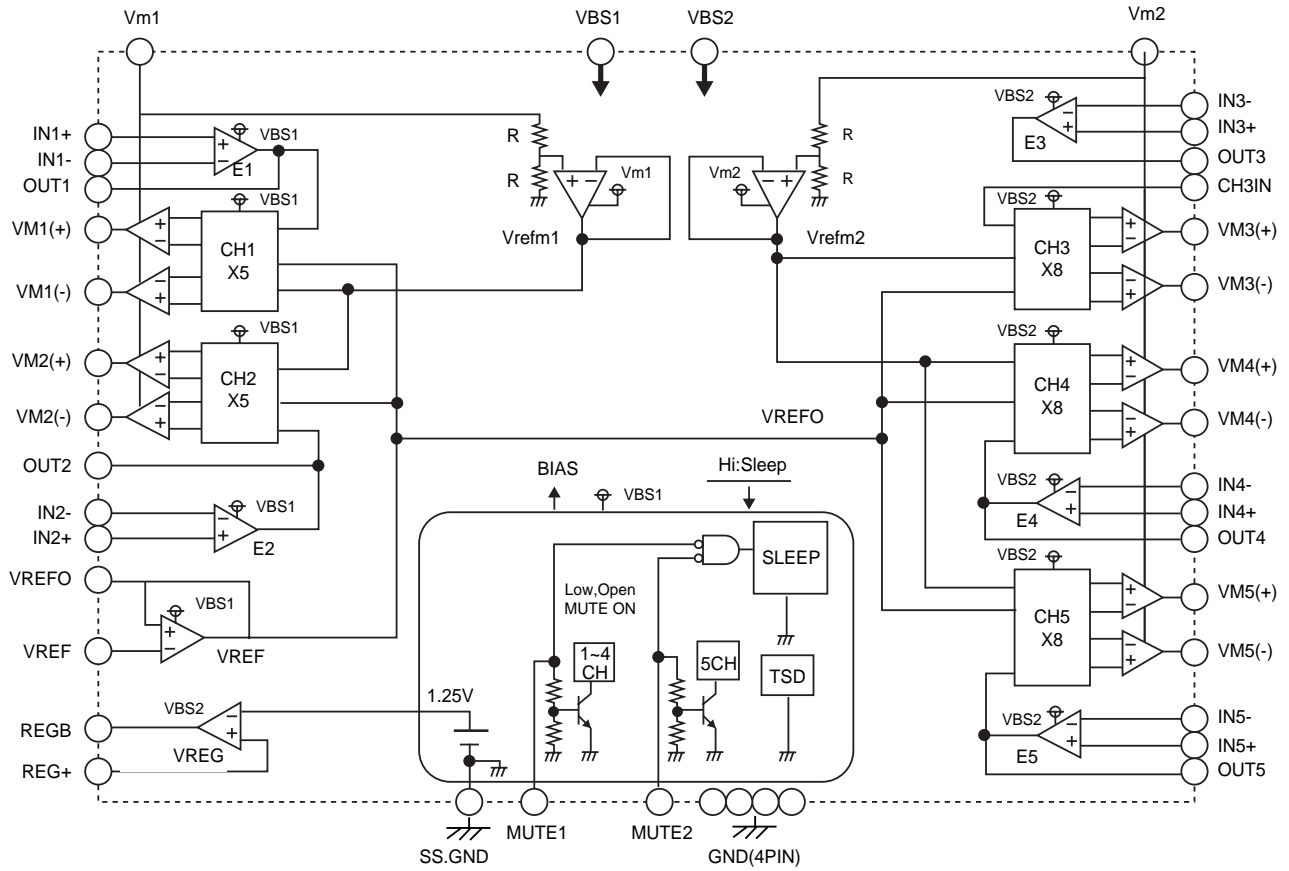 Vm1
VBS1
VBS2
Vm2
IN1+
IN1-
OUT1
VM1(+)
VM1(-)
VM2(+)
VM2(-)
OUT2
IN2-
IN2+
VREFO
VREF
REGB
REG+
+
−
VBS1
E1
VBS1
CH1
X5
+
−
+
−
VBS1
CH2
X5
+
−
+
−
−
+
VBS1
E2
+
−
VBS1
VREF
VBS2
−
+
VREG
R
R
+ −
Vm1
Vrefm1
R
R
− +
Vm2
Vrefm2
VREFO
BIAS
VBS1
Hi:Sleep
SLEEP
Low,Open
MUTE ON
1~4
CH
5CH
TSD
1.25V
VBS2
−
+
E3
VBS2
CH3
X8
+
−
+
−
VBS2
CH4
X8
+
−
+
−
VBS2
−
+
E4
VBS2
CH5
X8
+
−
+
−
VBS2
−
+
E5
IN3-
IN3+
OUT3
CH3IN
VM3(+)
VM3(-)
VM4(+)
VM4(-)
IN4-
IN4+
OUT4
VM5(+)
VM5(-)
IN5-
IN5+
OUT5
SS.GND
MUTE1
MUTE2
GND(4PIN)